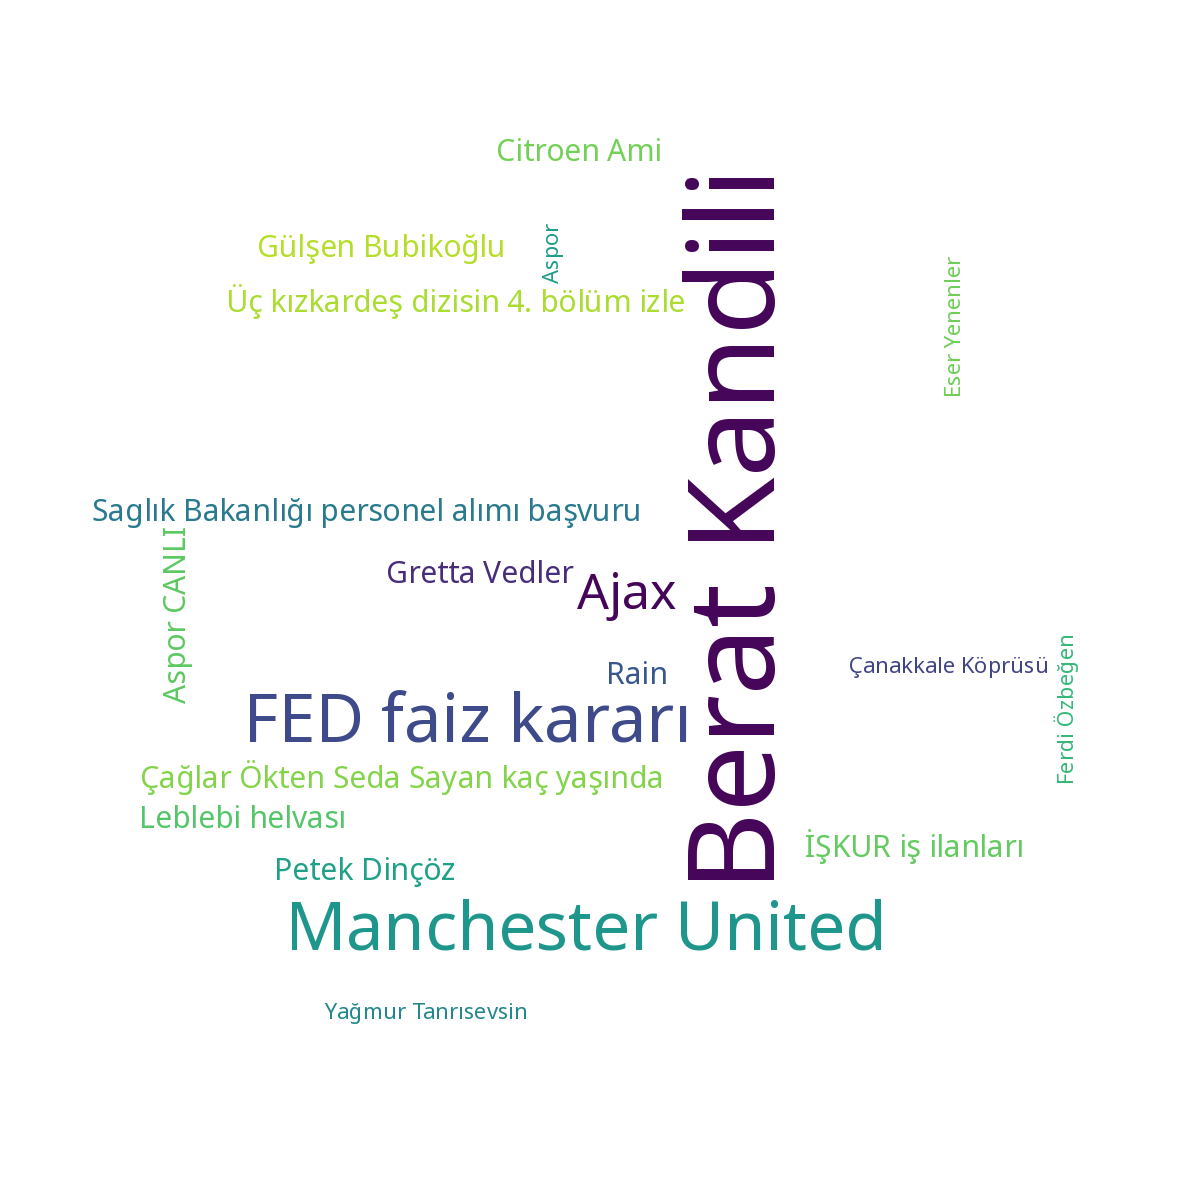 Citroen Ami
Gülşen Bubikoğlu
Aspor
Üç kızkardeş dizisin 4. bölüm izle
Berat Kandili
Eser Yenenler
Saglık Bakanlığı personel alımı başvuru
Aspor CANLI
Gretta Vedler
Ajax
Rain
Çanakkale Köprüsü
Ferdi Özbeğen
FED faiz kararı
Çağlar Ökten Seda Sayan kaç yaşında
Leblebi helvası
İŞKUR iş ilanları
Petek Dinçöz
Manchester United
Yağmur Tanrısevsin